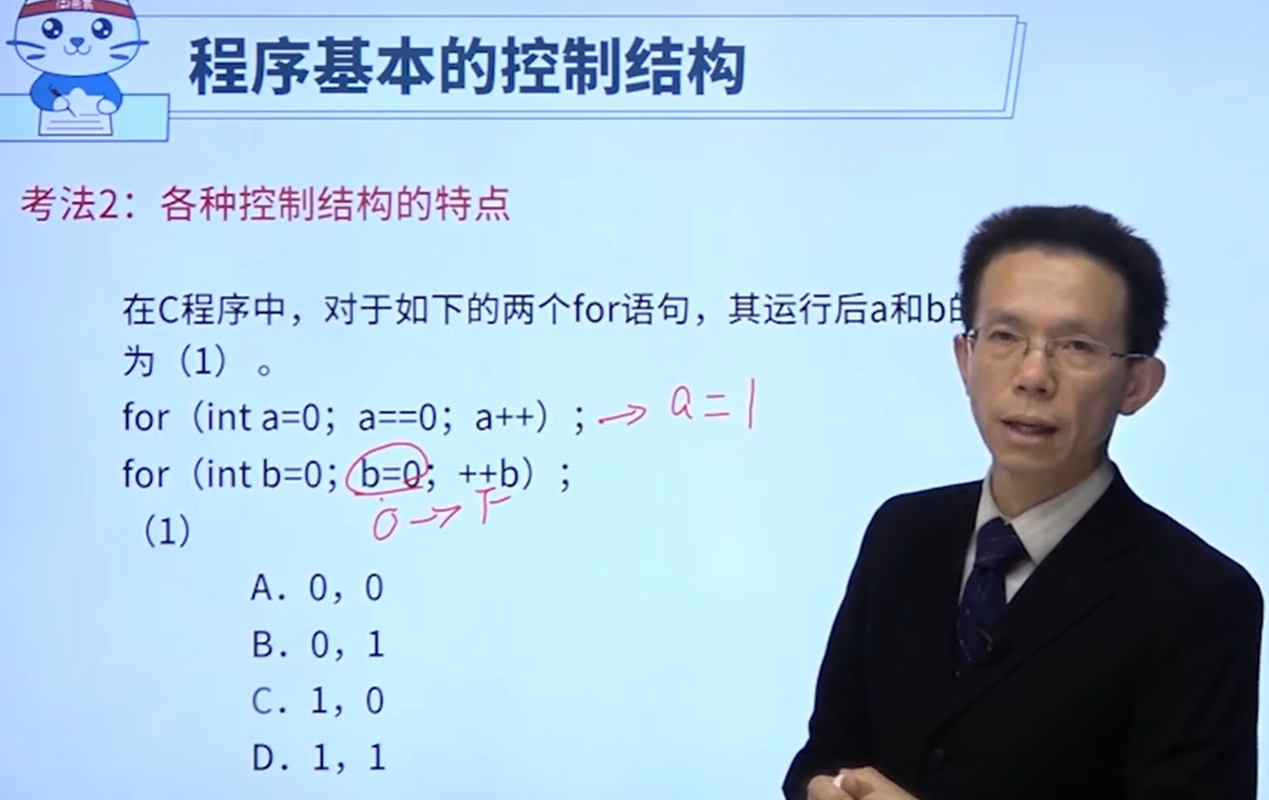 程序基本的控制结构
考法2：各种控制结构的特点
在C程序中，对于如下的两个for语句，其运行后a和b的
为（1） 。
for（int a=0；a==0；a++）；→ a=1
for（int b=0；b=0；++b）；
0→F
（1）
A．0，0
B．0，1
C．1，0
D．1，1